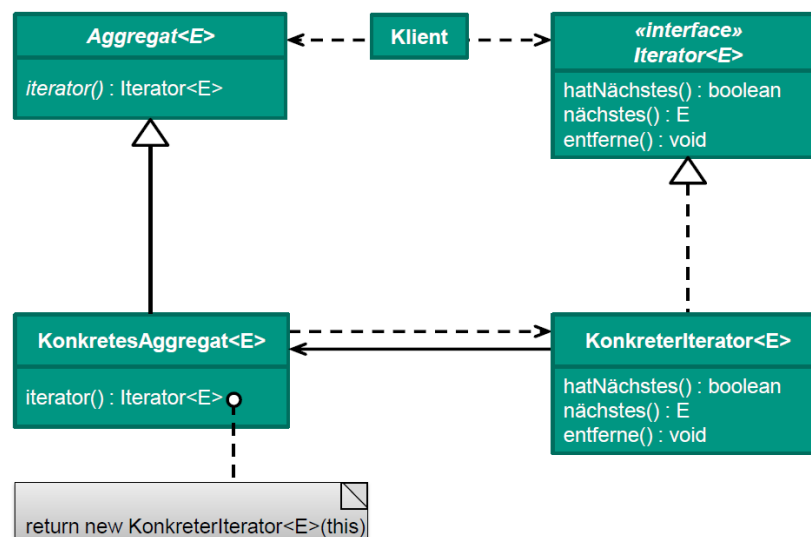 Aggregat<E>
iterator() : Iterator<E>
Klient
«interface»
Iterator<E>
hatNächstes() : boolean
nächstes() : E
entferne() : void
KonkretesAggregat<E>
iterator() : Iterator<E>
KonkreterIterator<E>
hatNächstes() : boolean
nächstes() : E
entferne() : void
return new KonkreterIterator<E>(this)